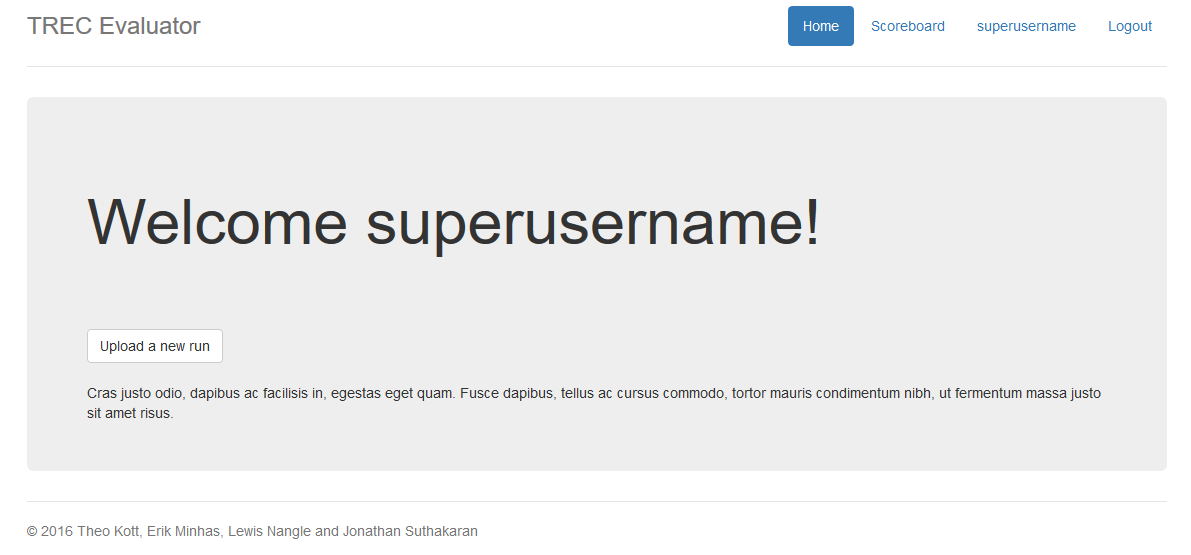 TREC Evaluator
Home
Scoreboard
superusername
Logout
Welcome superusername!
Upload a new run
Cras justo odio, dapibus ac facilisis in, egestas eget quam. Fusce dapibus, tellus ac cursus commodo, tortor mauris condimentum nibh, ut fermentum massa justo
sit amet risus.
© 2016 Theo Kott, Erik Minhas, Lewis Nangle and Jonathan Suthakaran